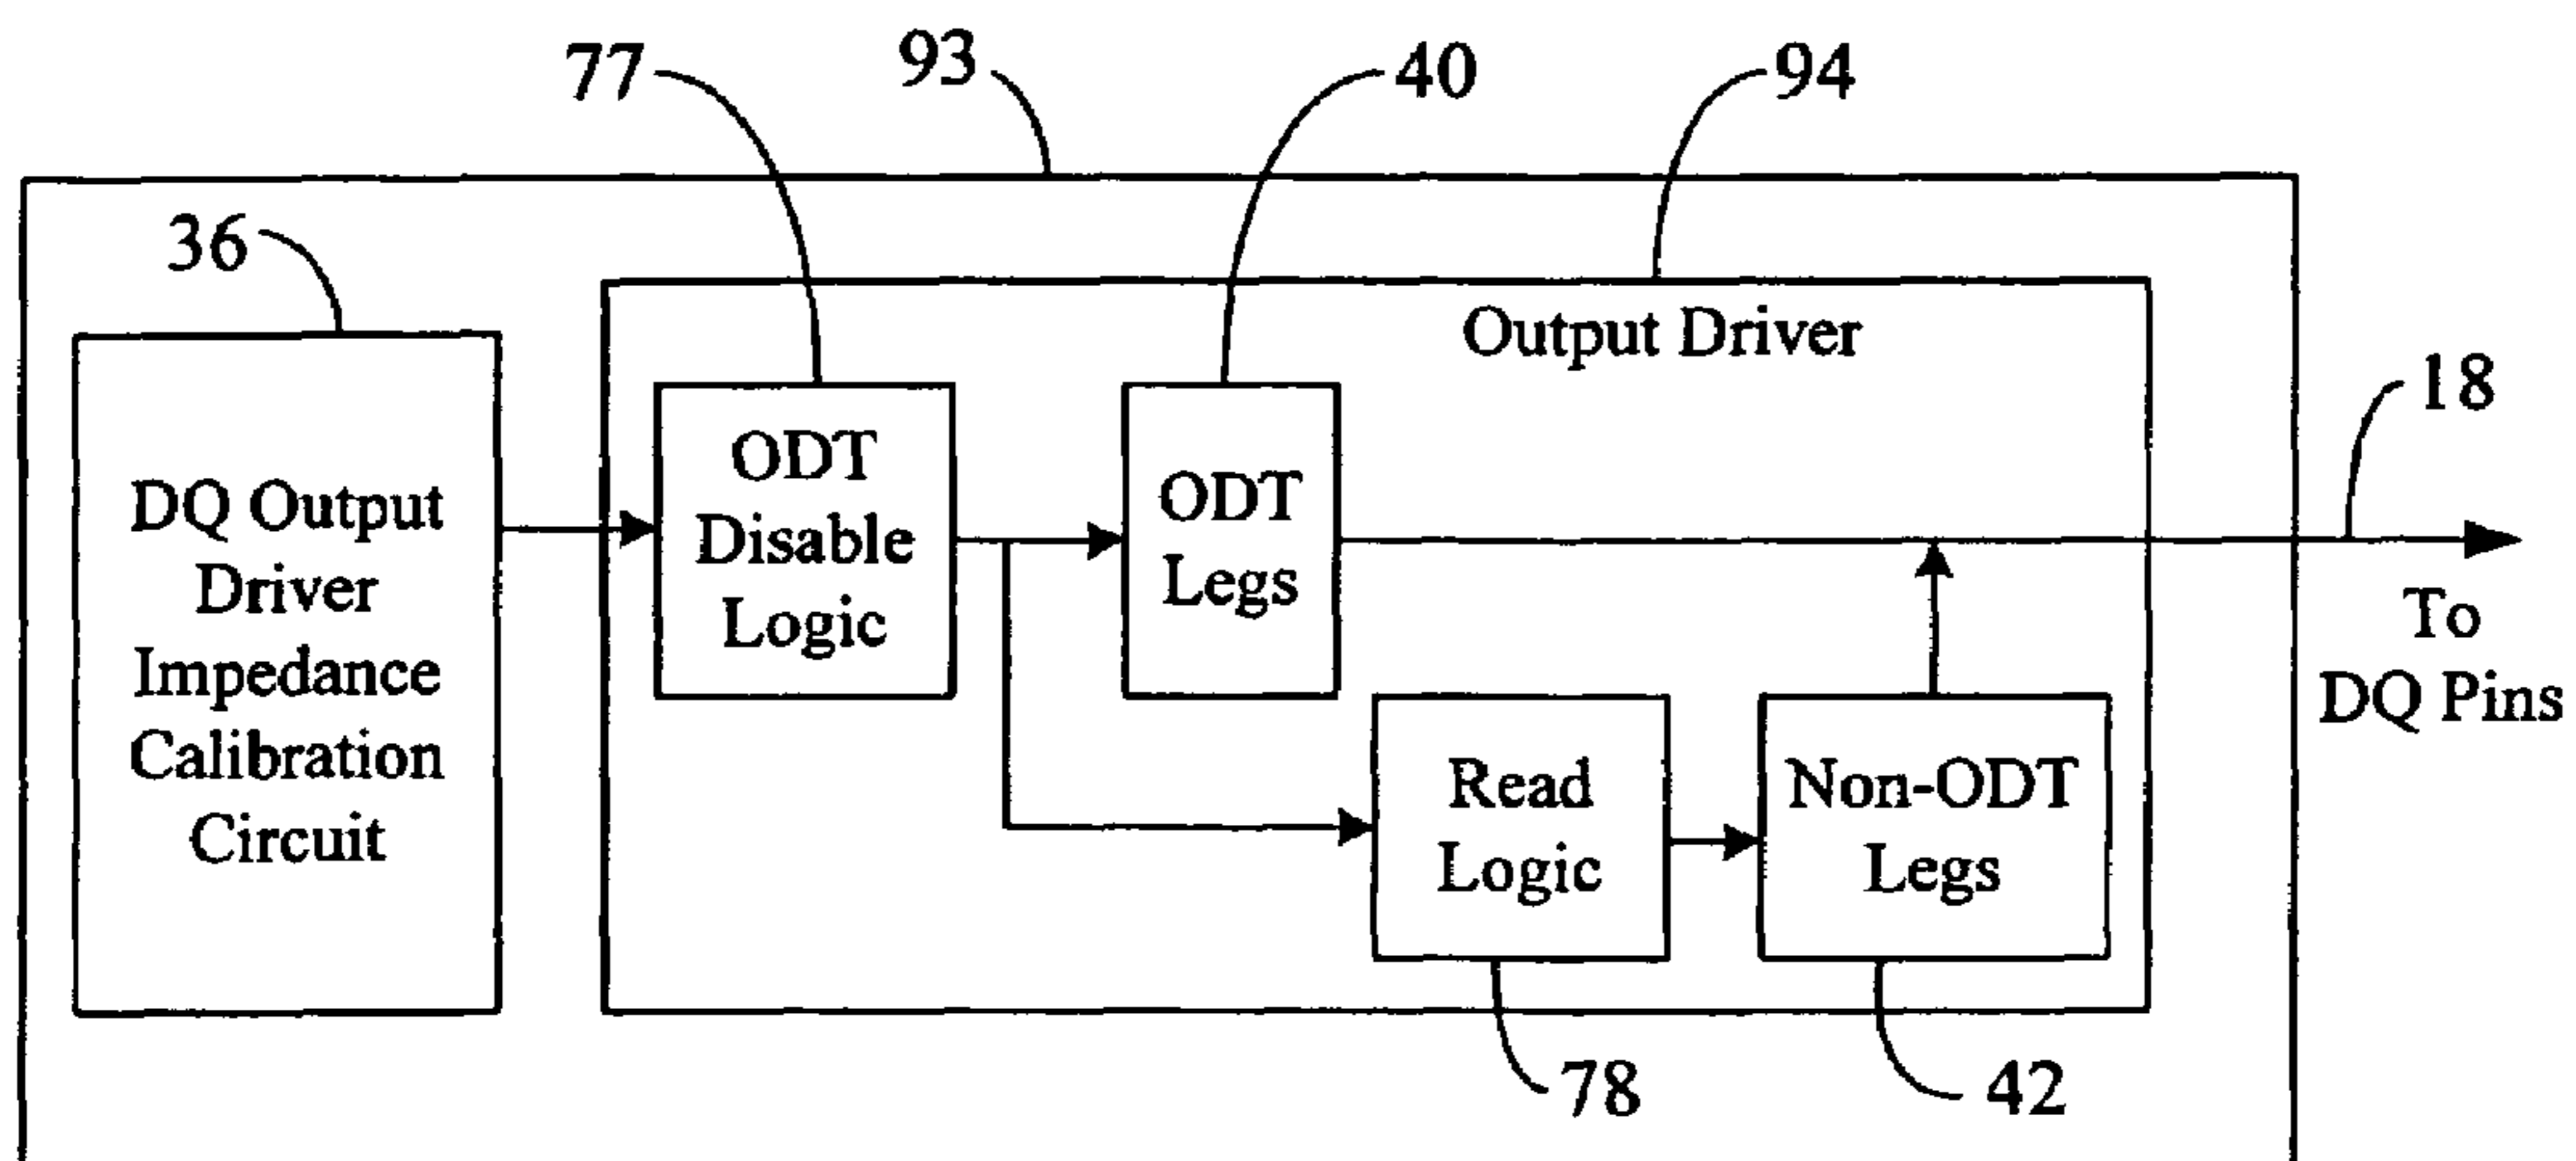 77
93
40
94
36
Output Driver
18
DQ Output
Driver
Impedance
Calibration
Circuit
ODT
Disable
Logic
ODT
Legs
To
DQ Pins
Read
Logic
Non-ODT
Legs
78
42